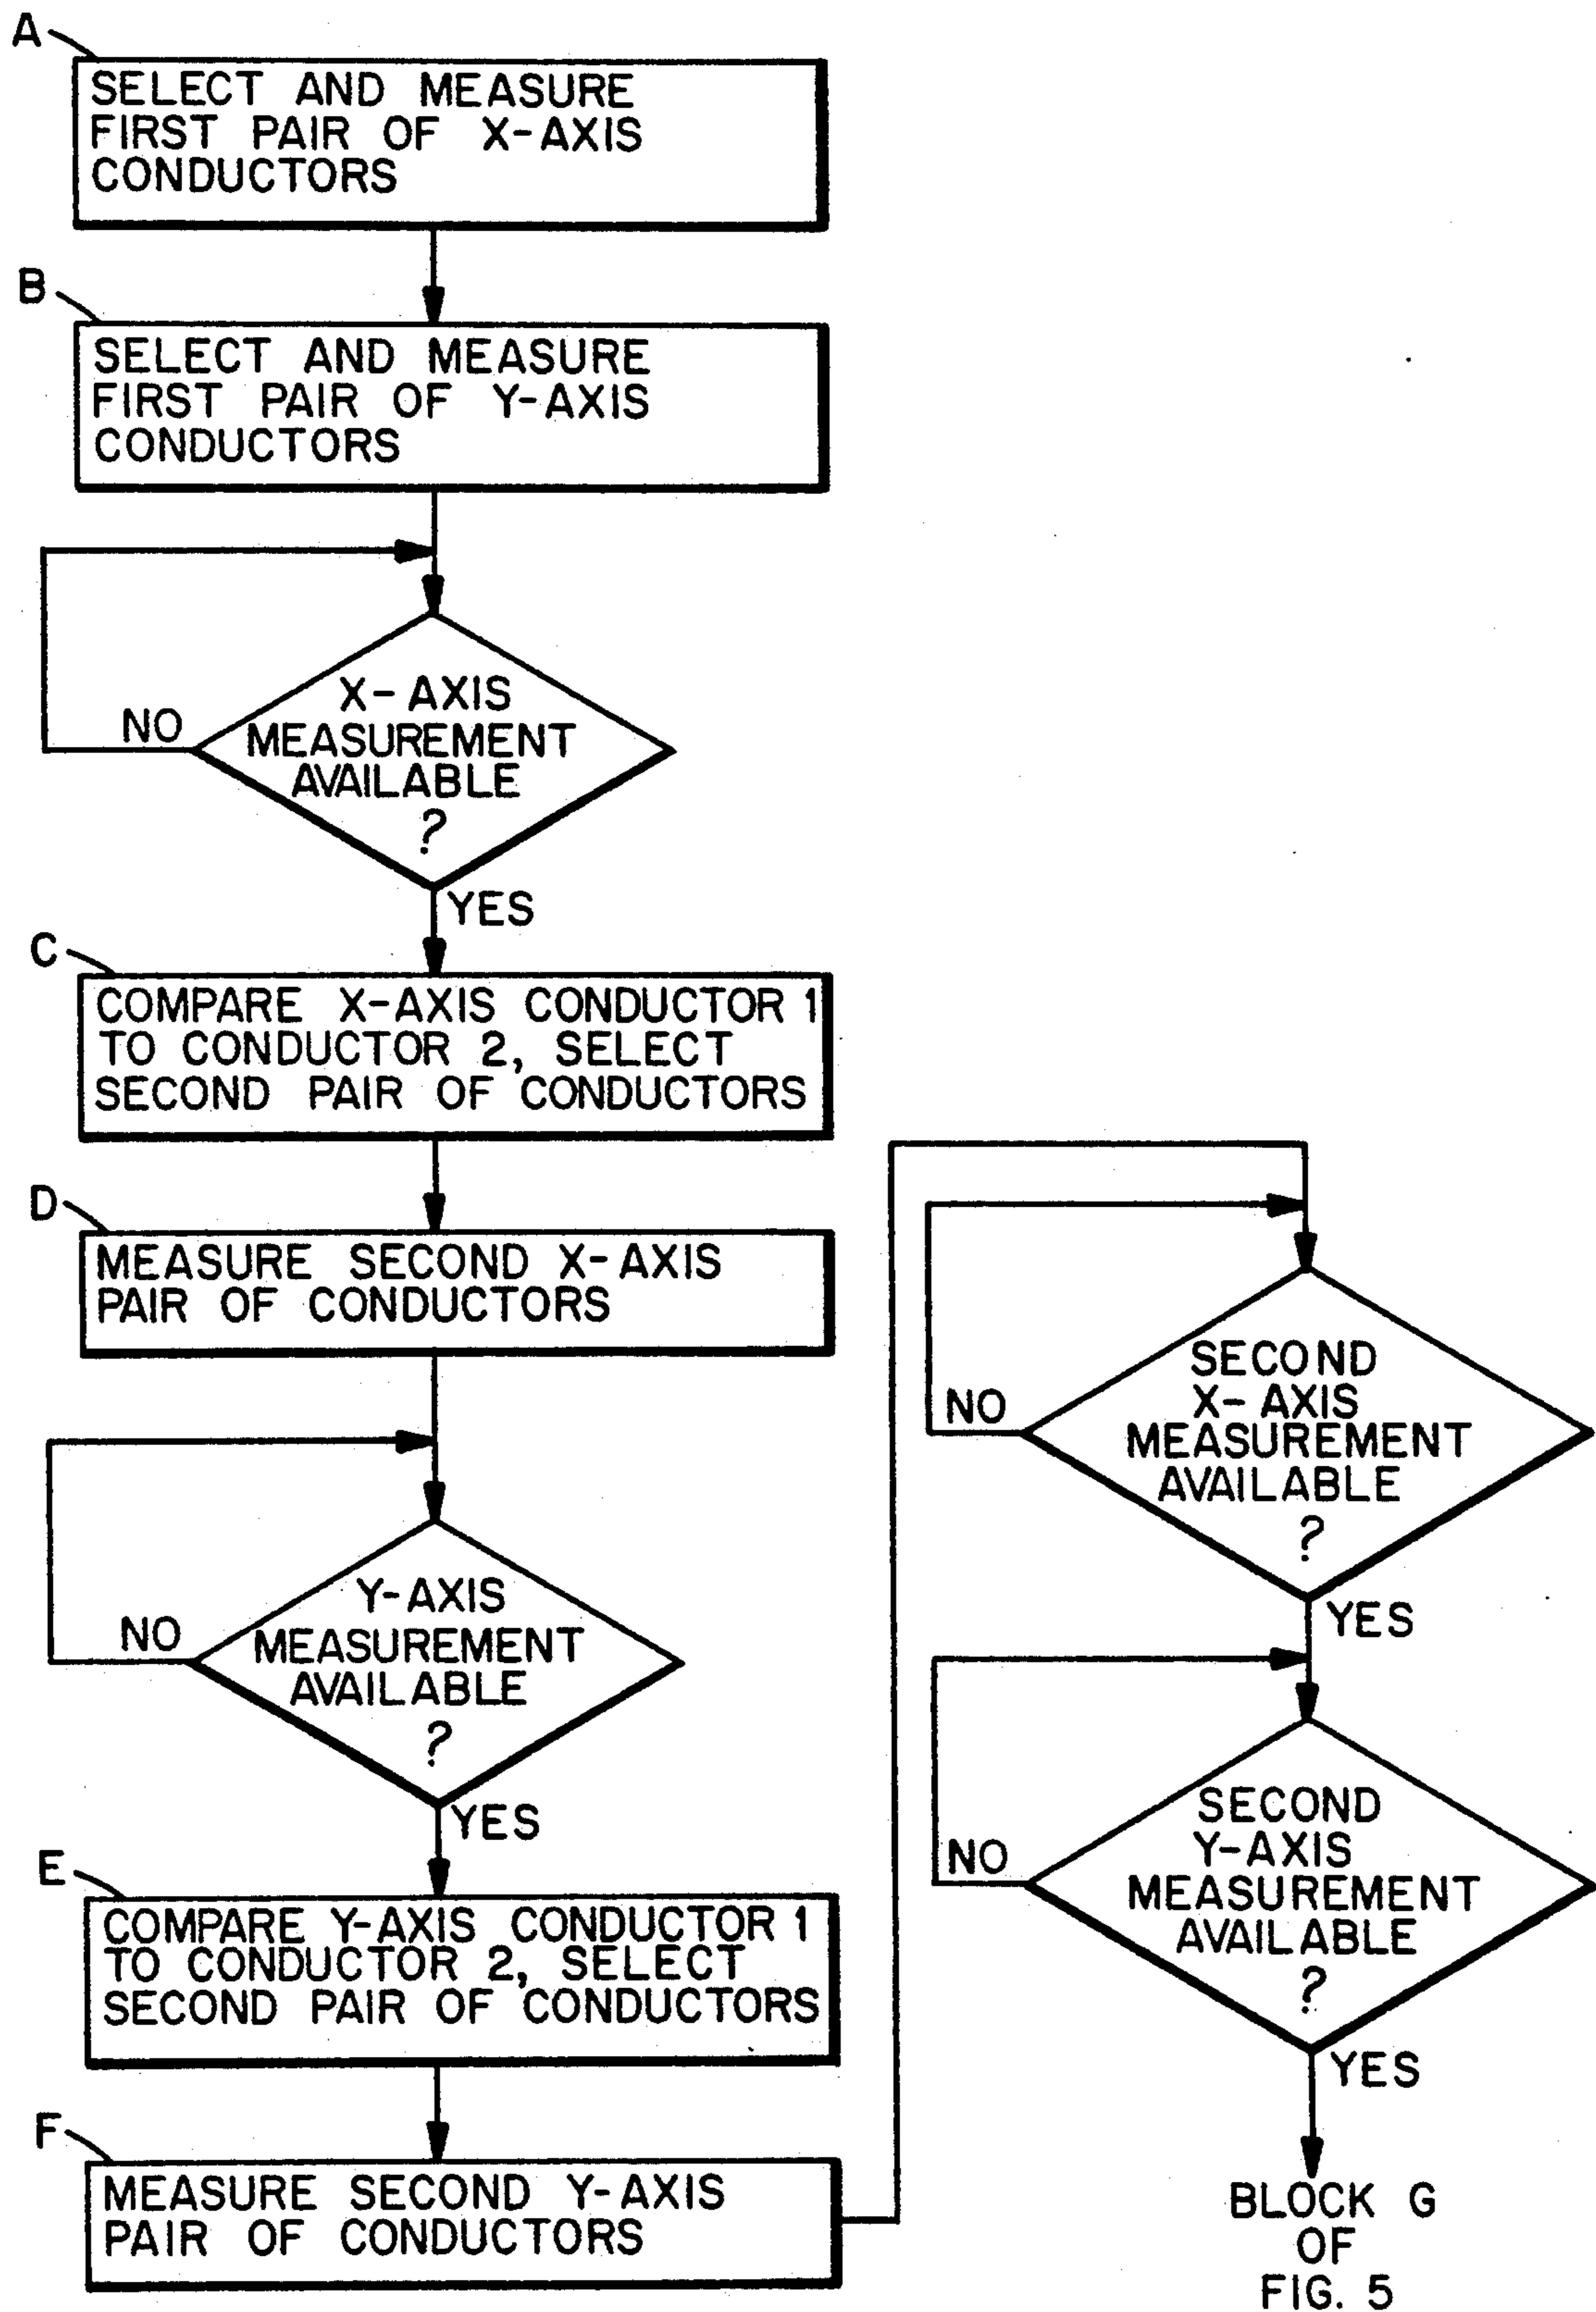 A
SELECT AND MEASURE
FIRST PAIR OF X-AXIS
CONDUCTORS
B
SELECT AND MEASURE
FIRST PAIR OF Y-AXIS
CONDUCTORS
X-AXIS
MEASUREMENT
AVAILABLE
?
NO
YES
C
COMPARE X-AXIS CONDUCTOR 1
TO CONDUCTOR 2, SELECT
SECOND PAIR OF CONDUCTORS
D
MEASURE SECOND X-AXIS
PAIR OF CONDUCTORS
Y-AXIS
MEASUREMENT
AVAILABLE
?
NO
YES
E
COMPARE Y-AXIS CONDUCTOR 1
TO CONDUCTOR 2, SELECT
SECOND PAIR OF CONDUCTORS
F
MEASURE SECOND Y-AXIS
PAIR OF CONDUCTORS
SECOND
X-AXIS
MEASUREMENT
AVAILABLE
?
NO
YES
SECOND
Y-AXIS
MEASUREMENT
AVAILABLE
?
NO
YES
BLOCK G
OF
FIG. 5